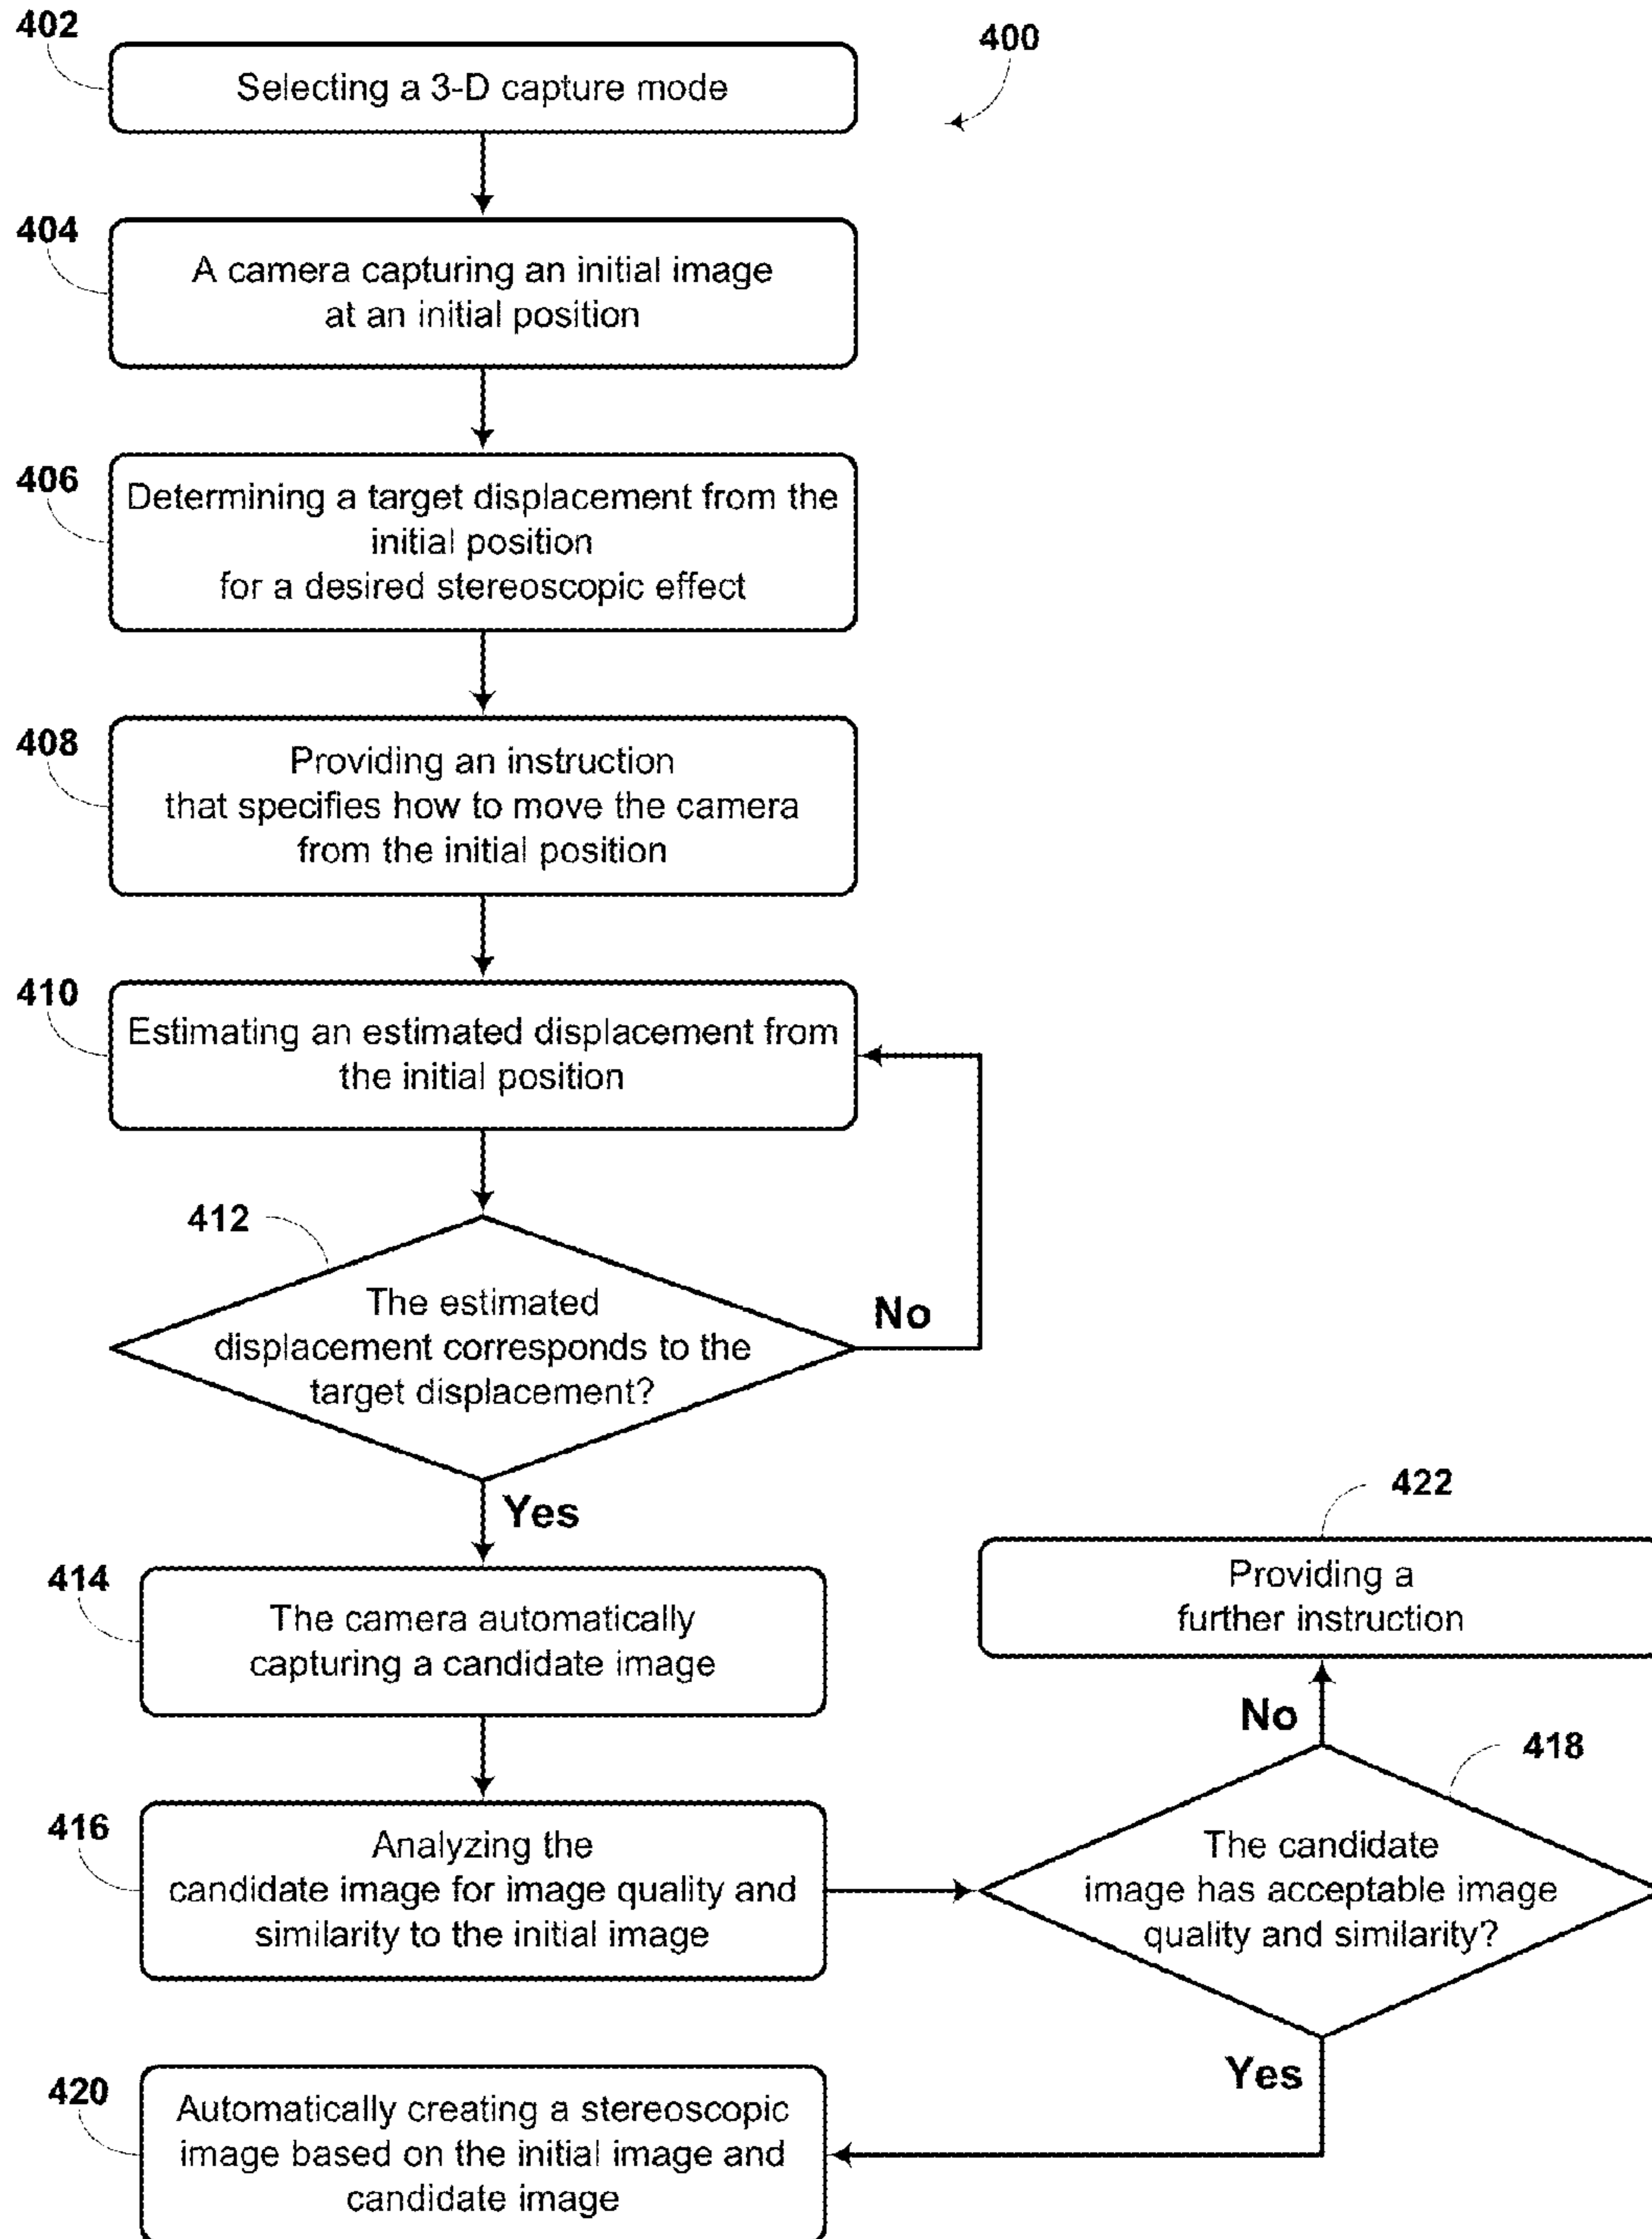 402
400
Selecting a 3-D capture mode
404
A camera capturing an initial image
at an initial position
406
Determining a target displacement from the
initial position
for a desired stereoscopic effect
408
Providing an instruction
that specifies how to move the camera
from the initial position
410
Estimating an estimated displacement from
the initial position
412
The estimated
displacement corresponds to the
target displacement?
No
Yes
422
Providing a
further instruction
414
The camera automatically
capturing a candidate image
No
418
416
Analyzing the
candidate image for image quality and
similarity to the initial image
The candidate
image has acceptable image
quality and similarity?
Yes
420
Automatically creating a stereoscopic
image based on the initial image and
candidate image